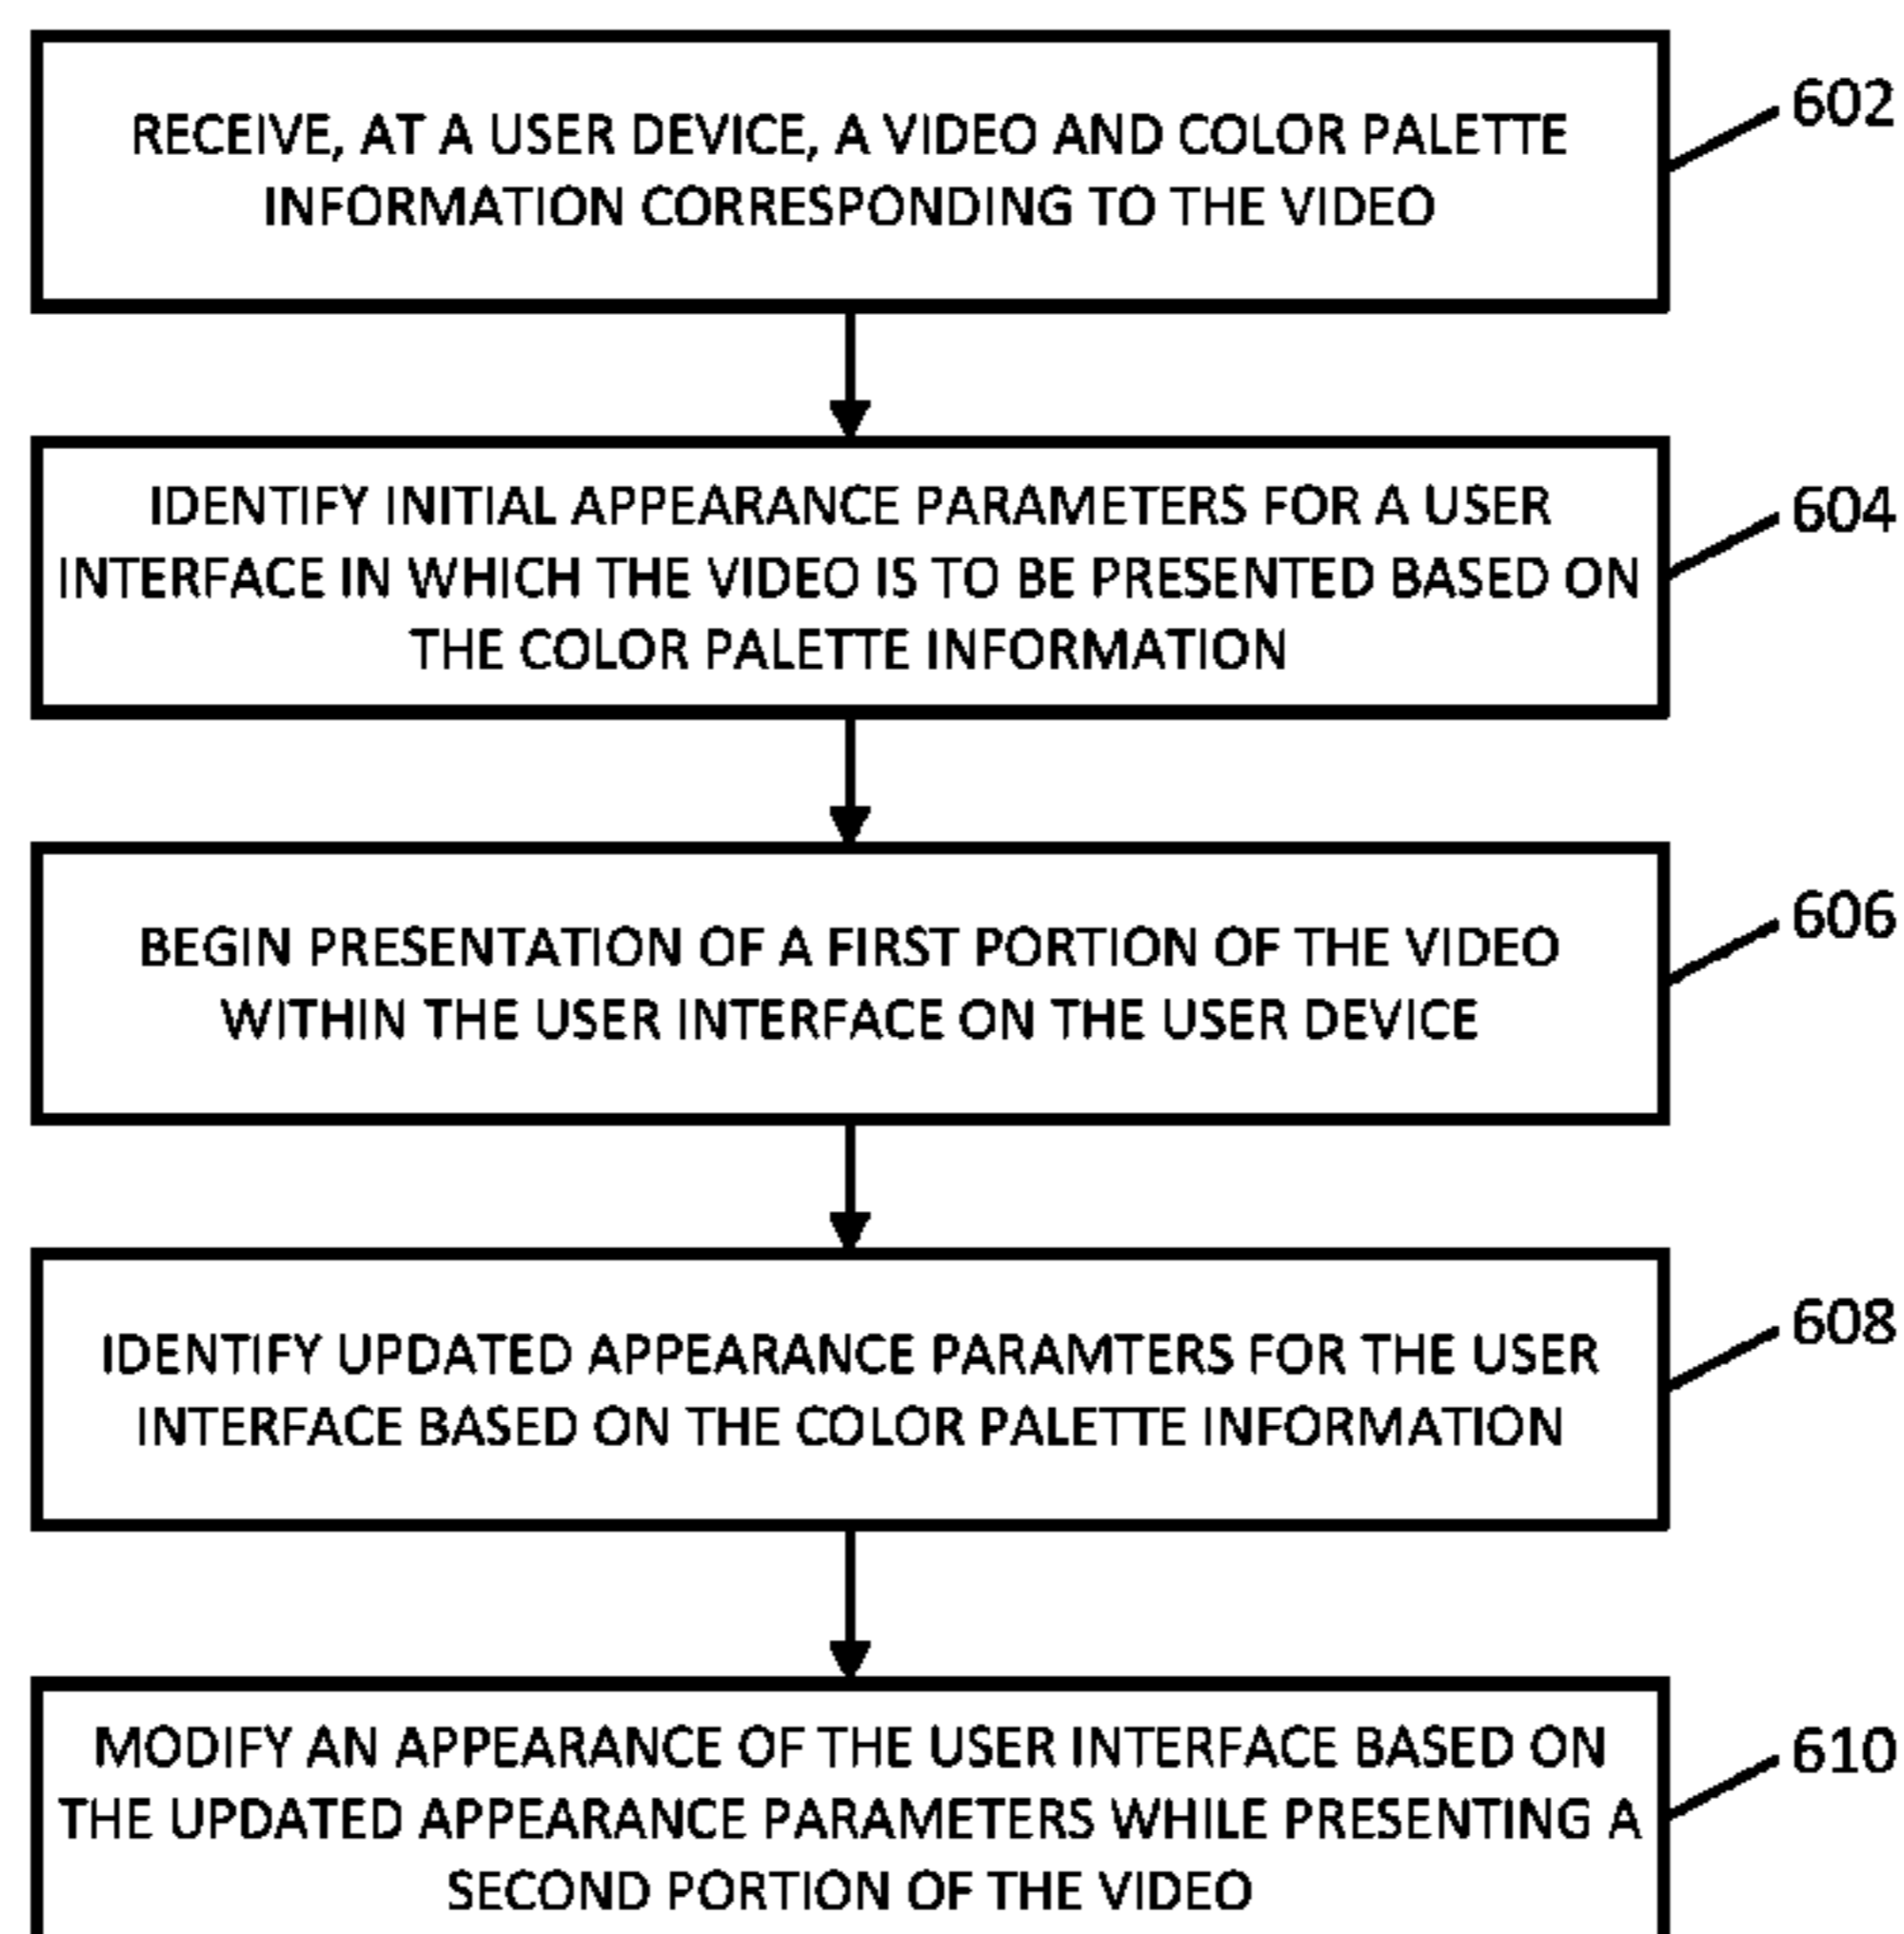 RECEIVE, AT A USER DEVICE, A VIDEO AND COLOR PALETTE
INFORMATION CORRESPONDING TO THE VIDEO
602
IDENTIFY INITIAL APPEARANCE PARAMETERS FOR A USER
INTERFACE IN WHICH THE VIDEO IS TO BE PRESENTED BASED ON
THE COLOR PALETTE INFORMATION
604
BEGIN PRESENTATION OF A FIRST PORTION OF THE VIDEO
WITHIN THE USER INTERFACE ON THE USER DEVICE
606
IDENTIFY UPDATED APPEARANCE PARAMTERS FOR THE USER
INTERFACE BASED ON THE COLOR PALETTE INFORMATION
608
MODIFY AN APPEARANCE OF THE USER INTERFACE BASED ON
THE UPDATED APPEARANCE PARAMETERS WHILE PRESENTING A
SECOND PORTION OF THE VIDEO
610